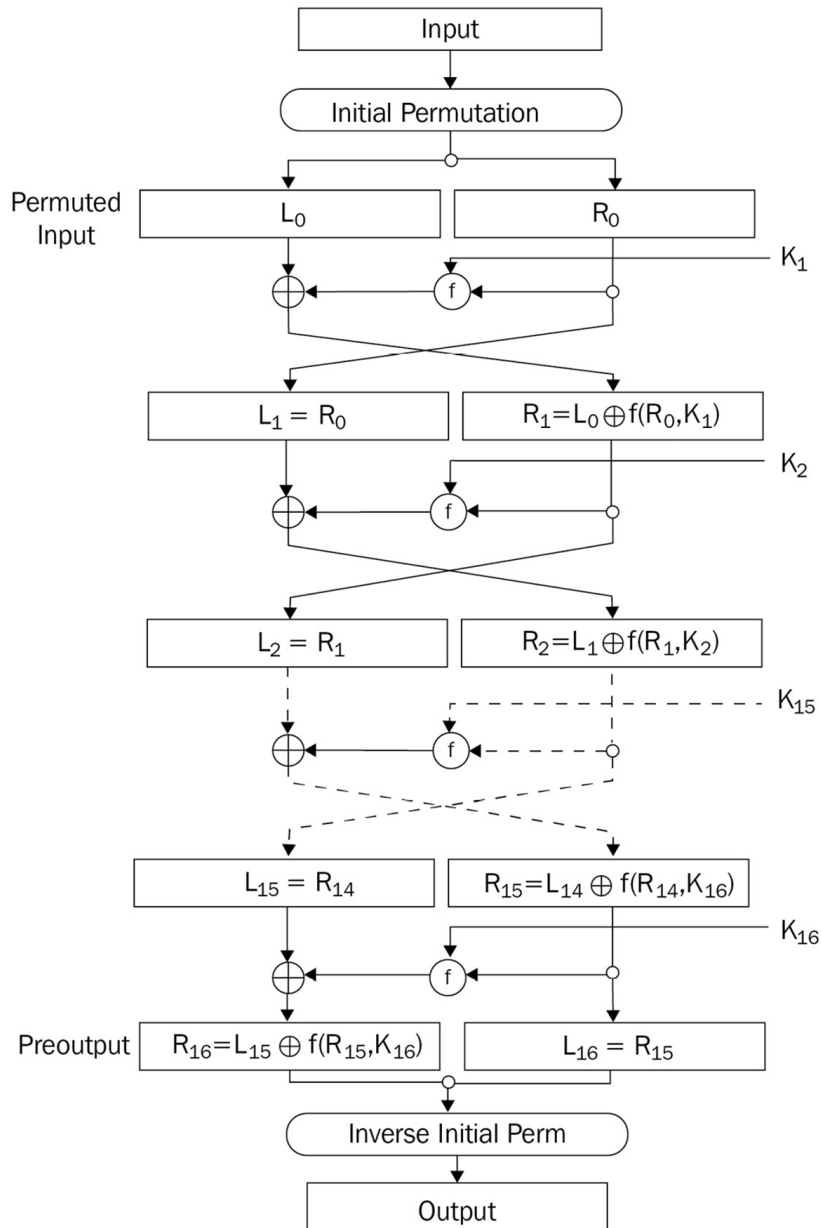 Input
Initial Permutation
Permuted
Input
L₀
R₀
K₁
f
L₁ = R₀
R₁=L₀ ⊕ f(R₀,K₁)
K₂
f
L₂ = R₁
R₂=L₁ ⊕ f(R₁,K₂)
K₁₅
f
L₁₅ = R₁₄
R₁₅=L₁₄ ⊕ f(R₁₄,K₁₆)
K₁₆
f
Preoutput
R₁₆=L₁₅ ⊕ f(R₁₅,K₁₆)
L₁₆ = R₁₅
Inverse Initial Perm
Output